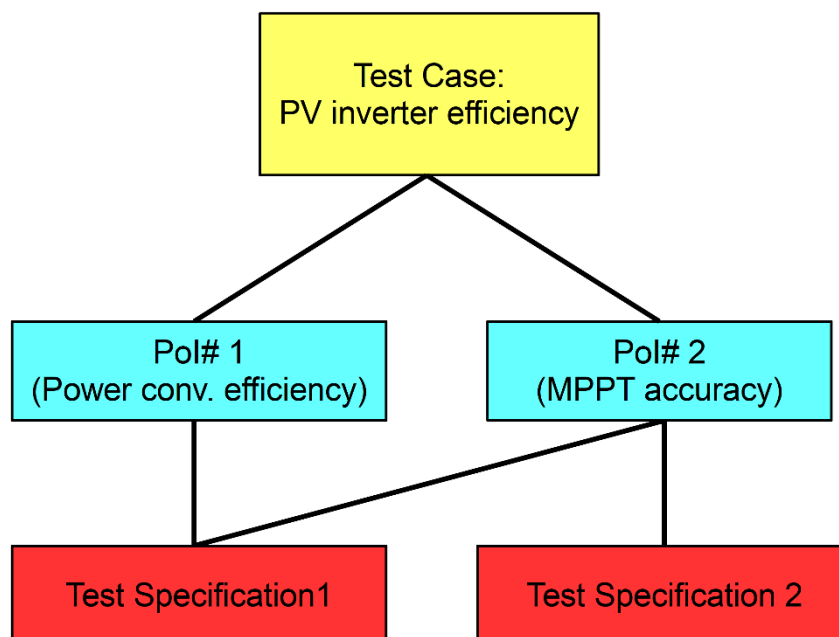 Test Case:
PV inverter efficiency
PoI# 1
(Power conv. efficiency)
PoI# 2
(MPPT accuracy)
Test Specification1
Test Specification 2